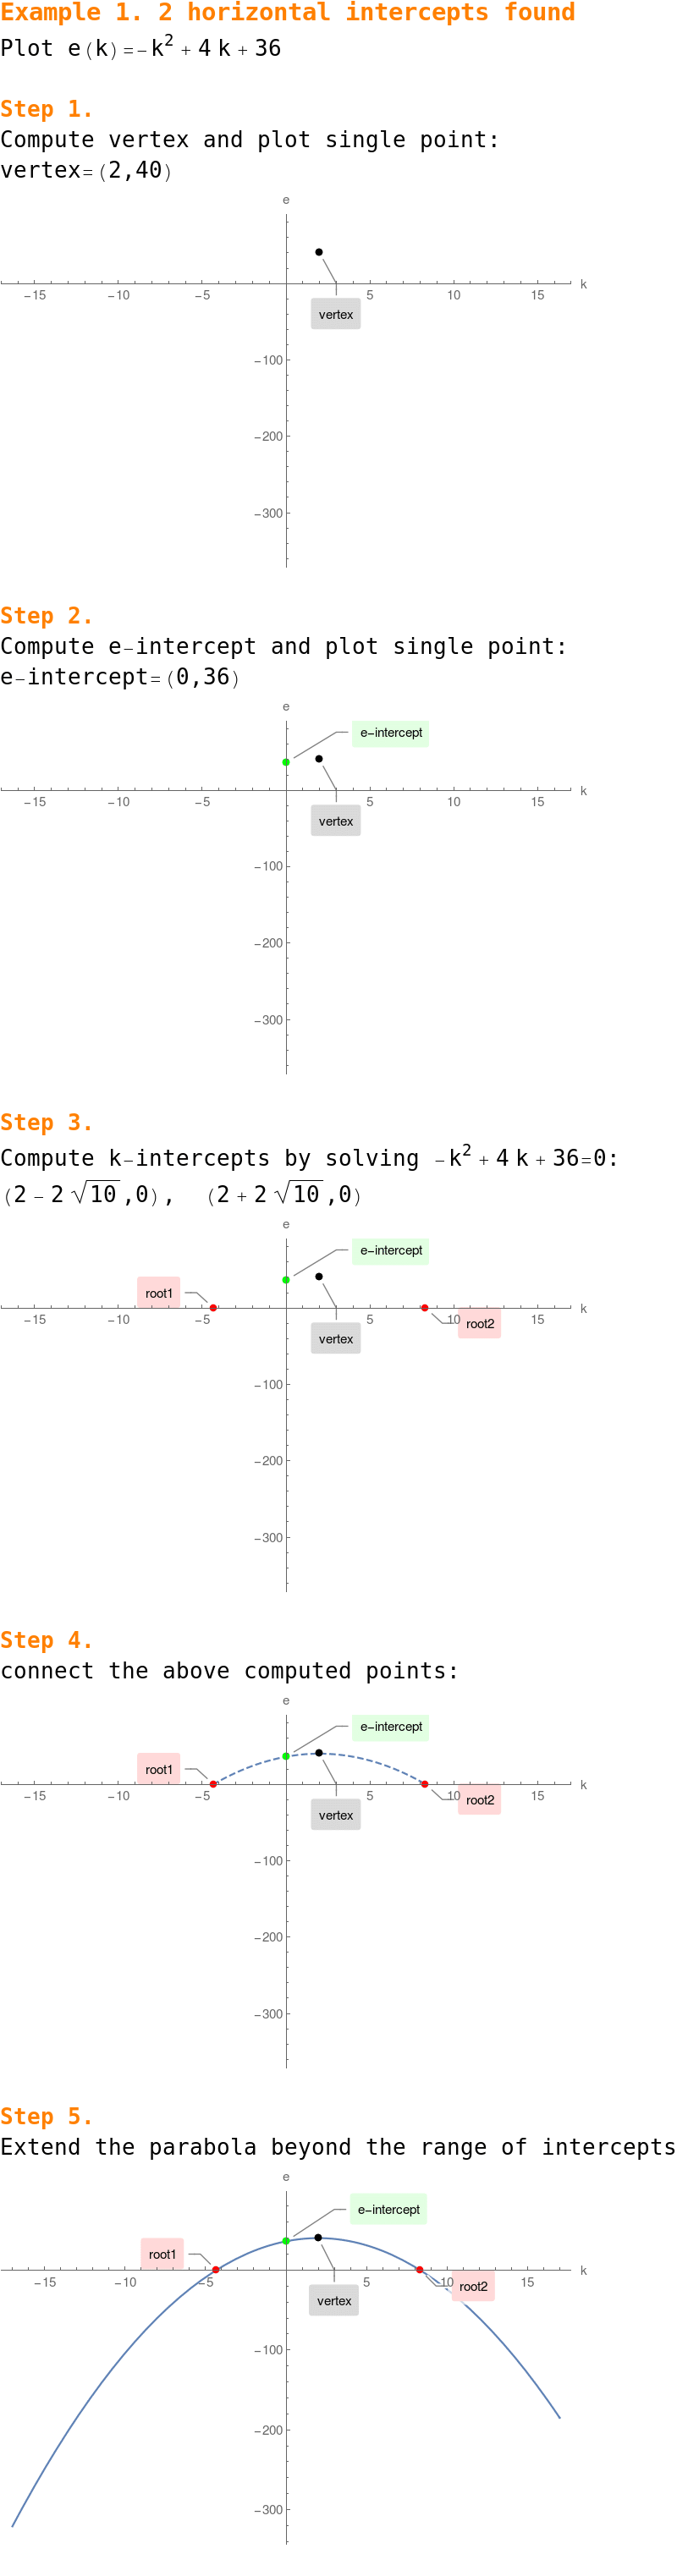 Example 1. 2 horizontal intercepts found
Plot e(k)=-k² + 4 k + 36
Step 1.
Compute vertex and plot single point:
vertex=(2,40)
e
-15 -10 -5 5 10 15 k
vertex
-100
-200
-300
Step 2.
Compute e-intercept and plot single point:
e-intercept=(0,36)
e
e-intercept
-15 -10 -5 5 10 15 k
vertex
-100
-200
-300
Step 3.
Compute k-intercepts by solving -k² + 4 k + 36=0:
(2 - 2 √10 ,0), (2 + 2 √10 ,0)
e
e-intercept
root1
-15 -10 -5 5 10 15 k
vertex root2
-100
-200
-300
Step 4.
connect the above computed points:
e
e-intercept
root1
-15 -10 -5 5 10 15 k
vertex root2
-100
-200
-300
Step 5.
Extend the parabola beyond the range of intercepts
e
e-intercept
root1
-15 -10 -5 5 10 15 k
vertex root2
-100
-200
-300